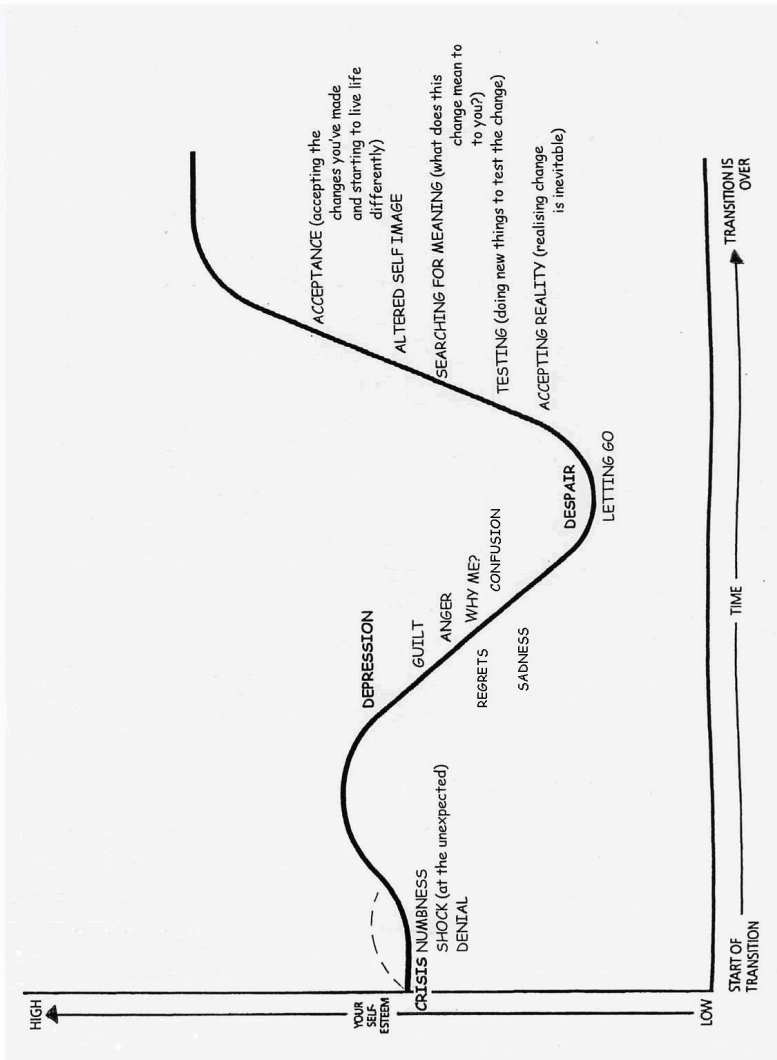 HIGH
YOUR
SELF-
ESTEEM
LOW
CRISIS NUMBNESS
SHOCK (at the unexpected)
DENIAL
DEPRESSION
GUILT
ANGER
WHY ME?
CONFUSION
REGRETS
SADNESS
DESPAIR
LETTING GO
ACCEPTANCE (accepting the
changes you've made
and starting to live life
differently)
ALTERED SELF IMAGE
SEARCHING FOR MEANING (what does this
change mean to
to you?)
TESTING (doing new things to test the change)
ACCEPTING REALITY (realising change
is inevitable)
START OF
TRANSITION
TIME
TRANSITION IS
OVER